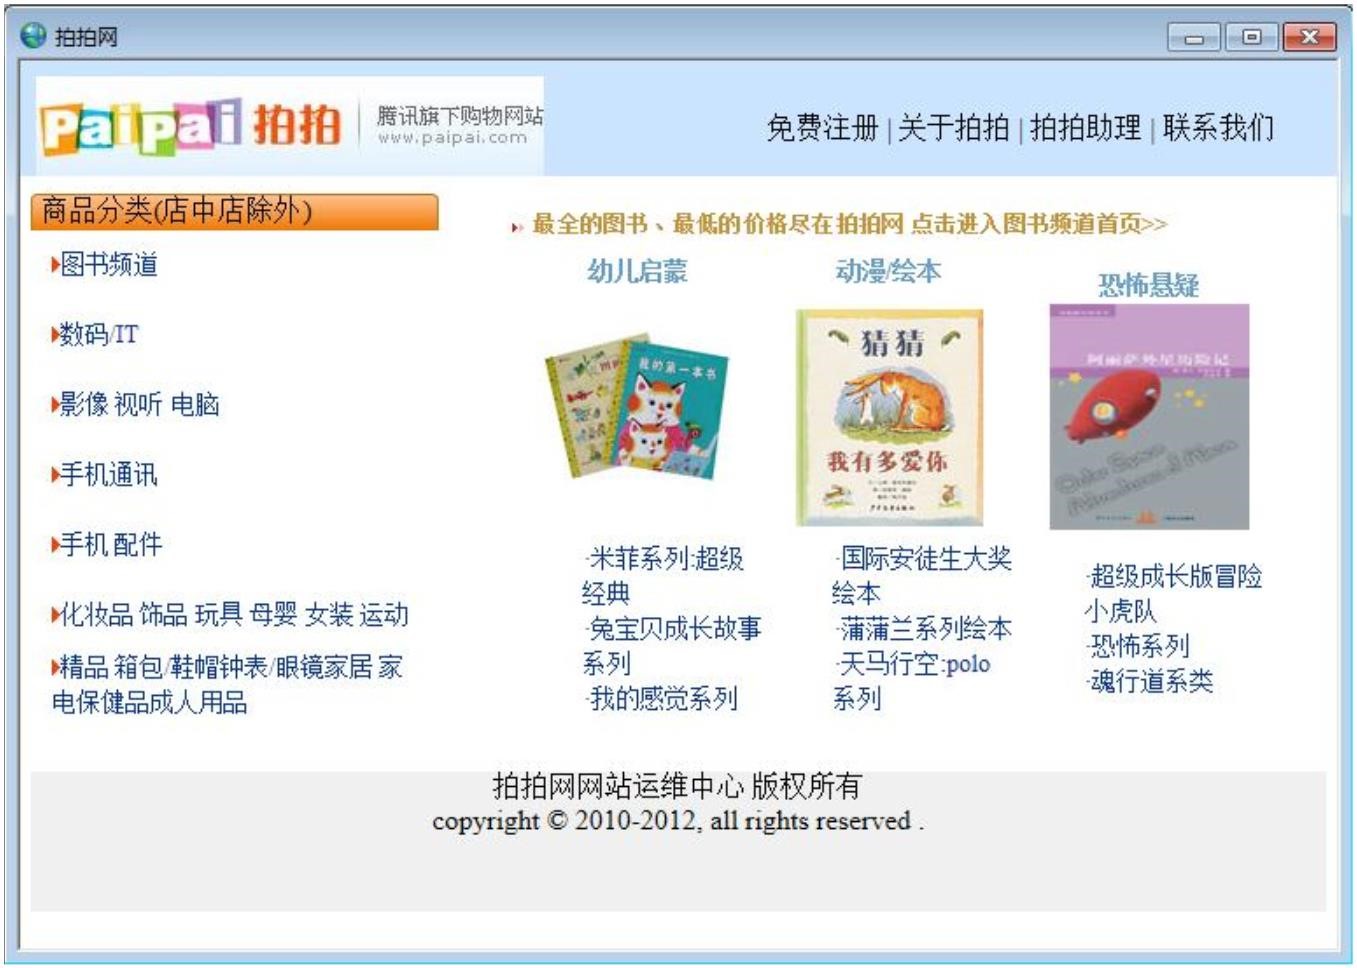 拍拍网
Paipai 拍拍
腾讯旗下购物网站
www.paipai.com
免费注册 | 关于拍拍 | 拍拍助理 | 联系我们
商品分类(店中店除外)
图书频道
数码/IT
影像 视听 电脑
手机通讯
手机 配件
化妆品 饰品 玩具 母婴 女装 运动
精品 箱包/鞋帽钟表/眼镜家居 家
电保健品成人用品
最全的图书、最低的价格尽在拍拍网 点击进入图书频道首页>>
幼儿启蒙
我的第一本书
·米菲系列:超级
经典
·兔宝贝成长故事
系列
·我的感觉系列
动漫/绘本
猜猜
我有多爱你
·国际安徒生大奖
绘本
·蒲蒲兰系列绘本
·天马行空:polo
系列
恐怖悬疑
阿丽萨外星历险记
·超级成长版冒险
小虎队
·恐怖系列
·魂行道系类
拍拍网网站运维中心 版权所有
copyright © 2010-2012, all rights reserved .